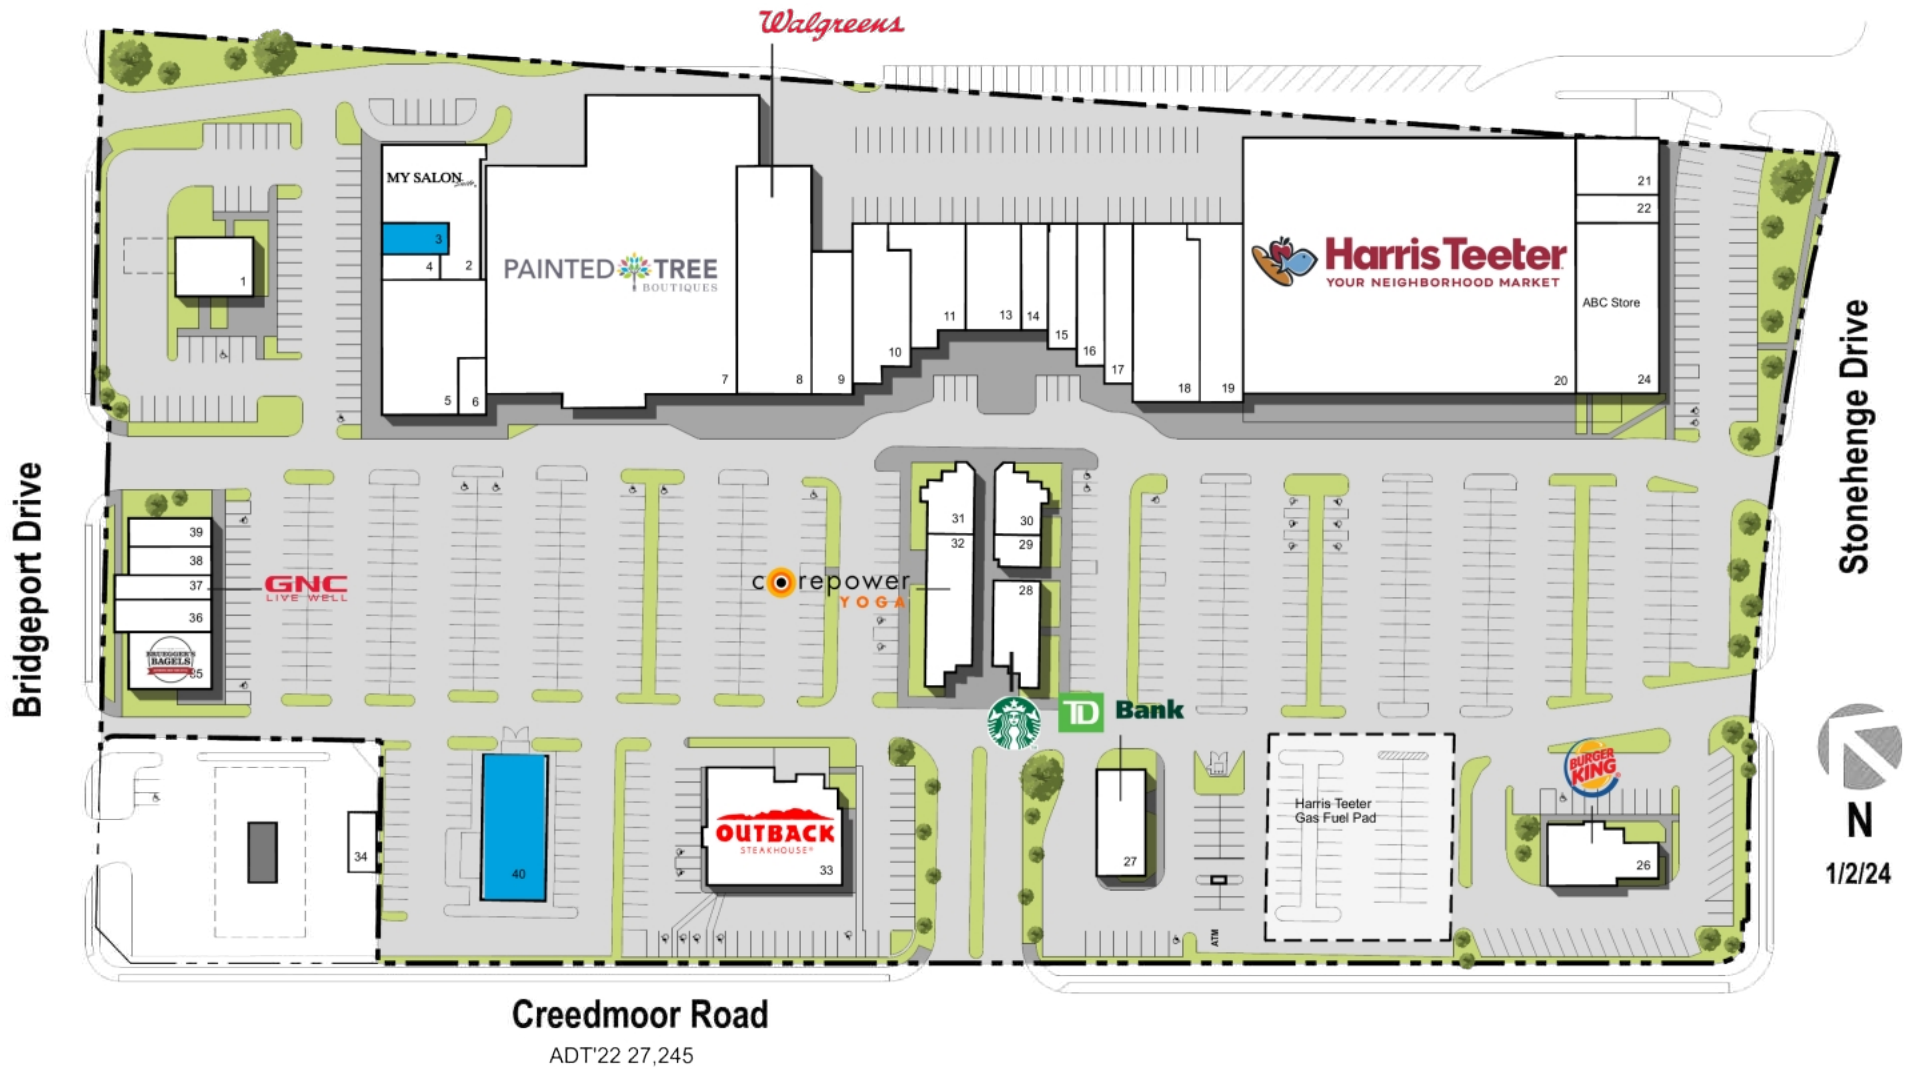 Walgreens
MY SALON
Suite
3
4
2
1
5
6
PAINTED TREE
BOUTIQUES
7
8
9
10
11
13
14
15
16
17
18
19
Harris Teeter
YOUR NEIGHBORHOOD MARKET
20
21
22
ABC Store
24
Stonehenge Drive
Bridgeport Drive
39
38
37
36
GNC
LIVE WELL
BRUEGGER'S
BAGELS
35
corepower
YOGA
31
32
30
29
28
TD Bank
34
40
OUTBACK
STEAKHOUSE
33
27
ATM
Harris Teeter
Gas Fuel Pad
BURGER
KING
26
N
1/2/24
Creedmoor Road
ADT'22 27,245